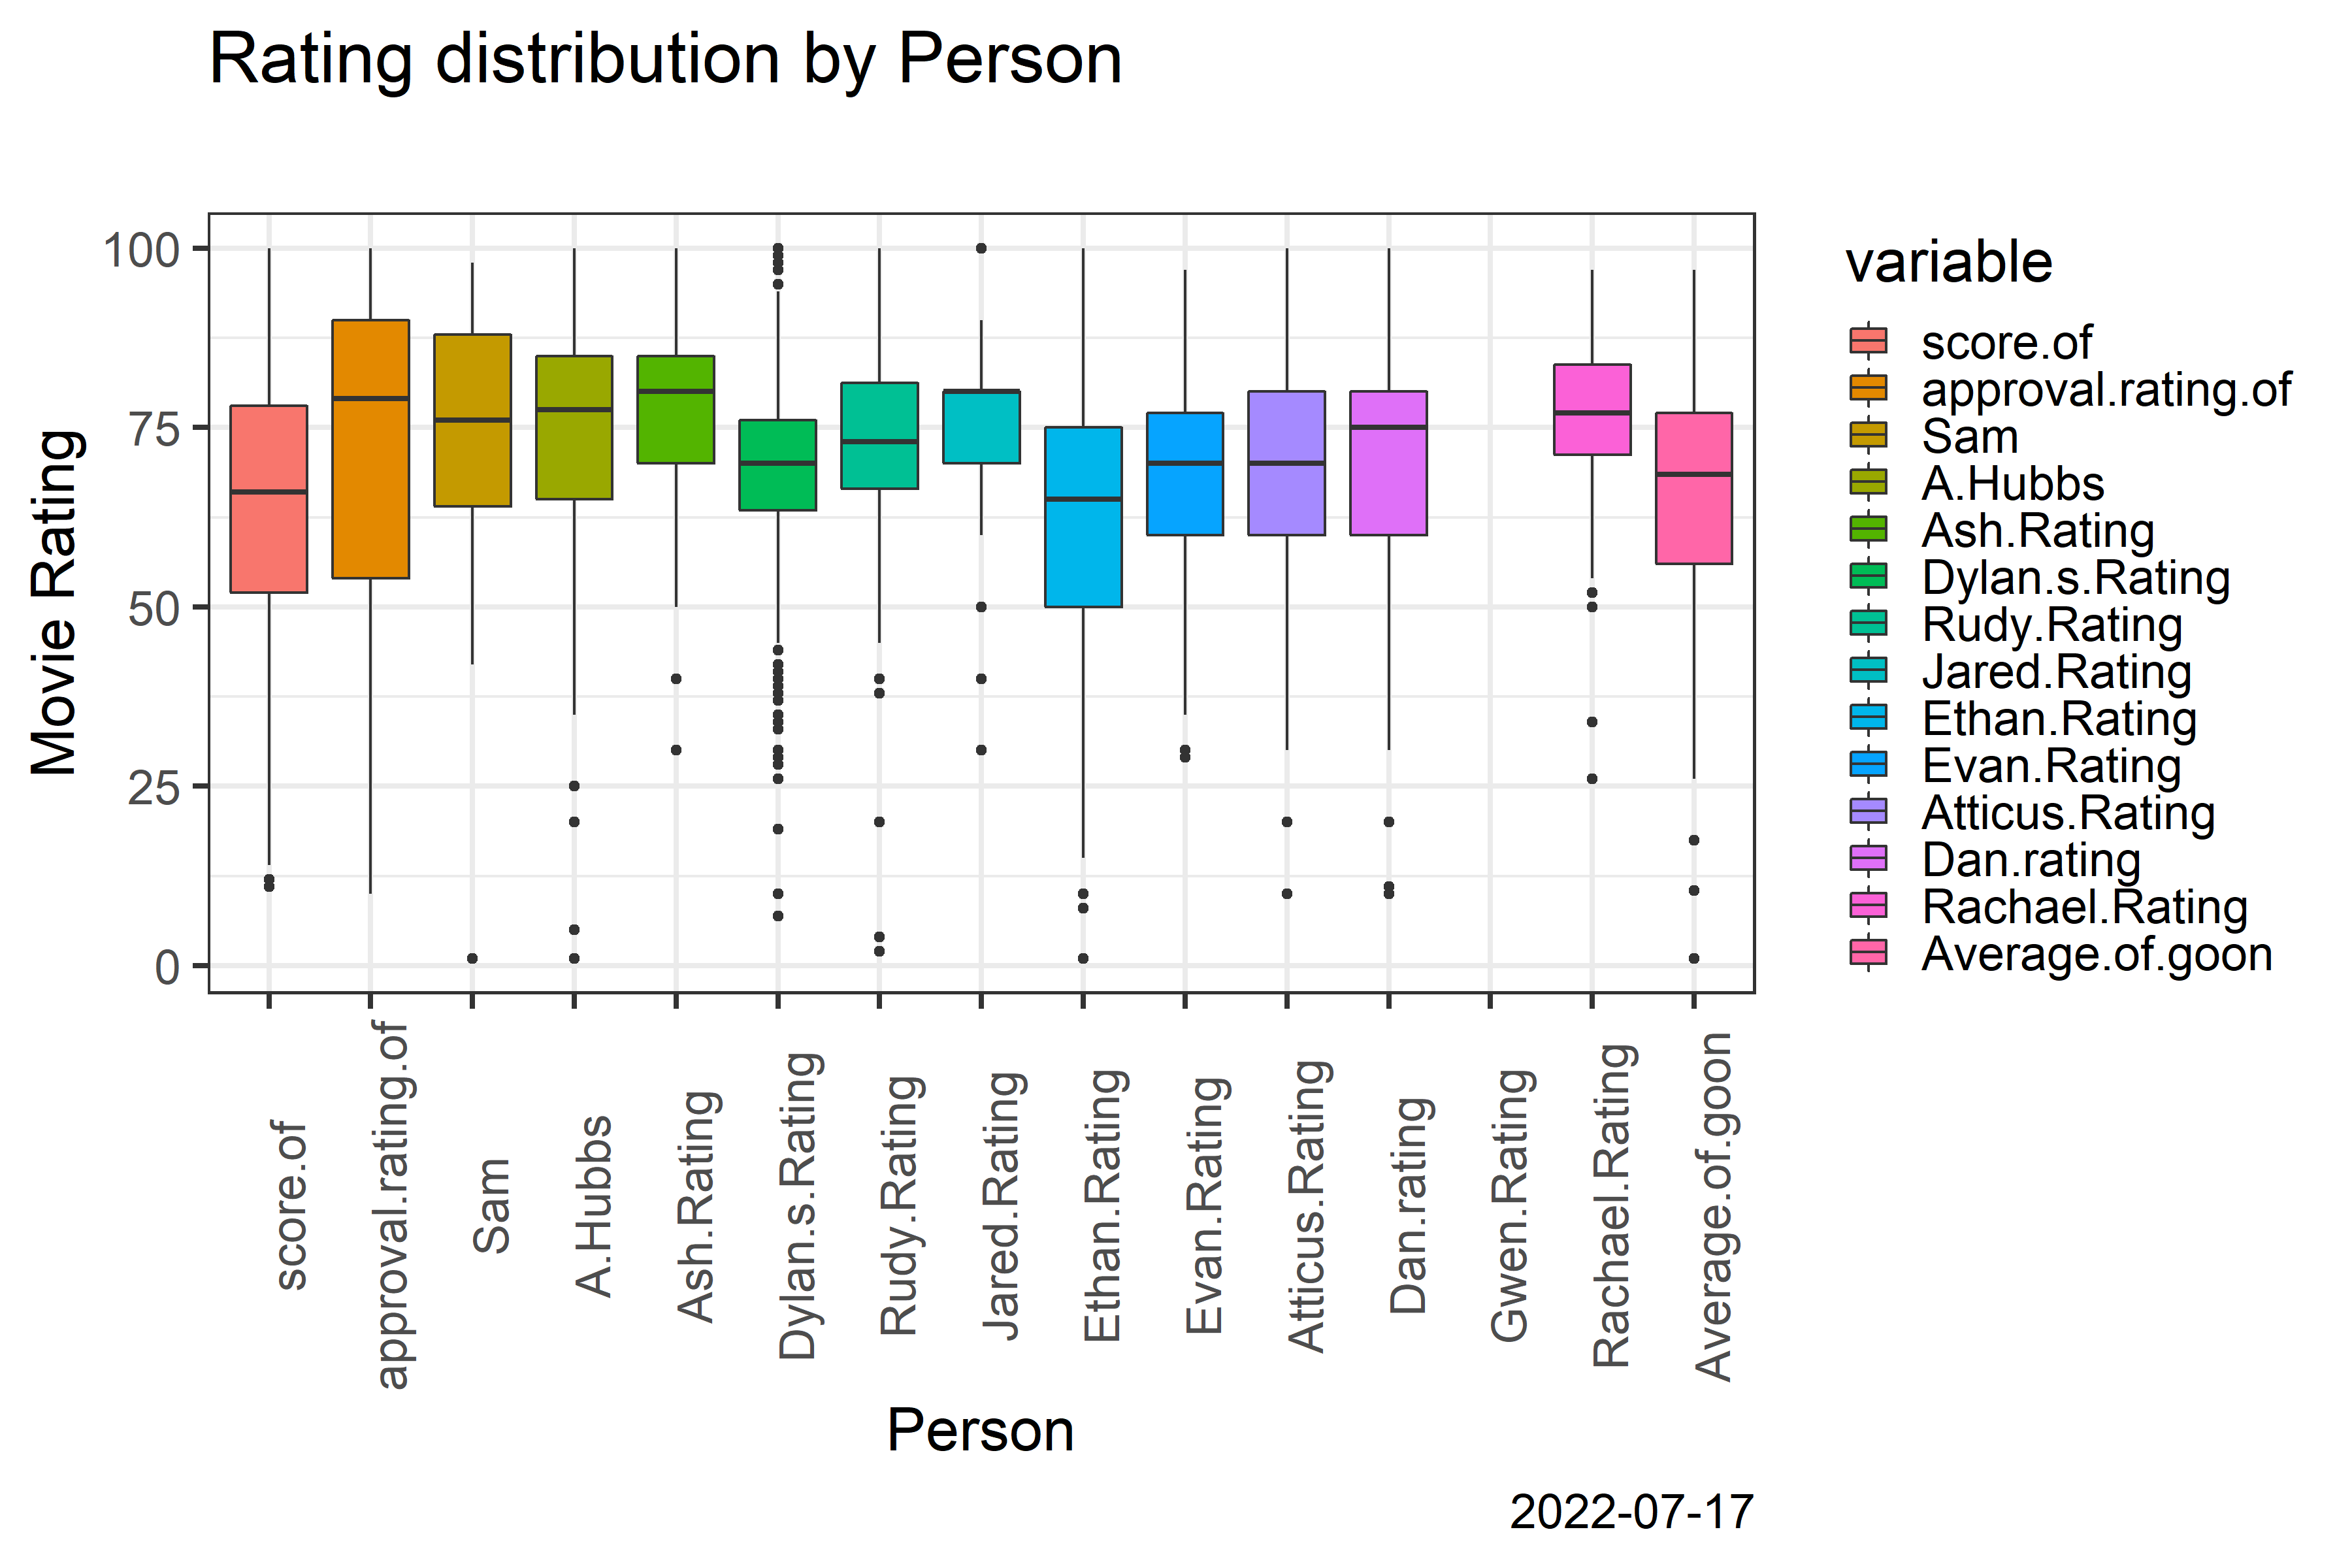 Rating distribution by Person
Movie Rating
100
75
50
25
0
score.of
approval.rating.of
Sam
A.Hubbs
Ash.Rating
Dylan.s.Rating
Rudy.Rating
Jared.Rating
Ethan.Rating
Evan.Rating
Atticus.Rating
Dan.rating
Gwen.Rating
Rachael.Rating
Average.of.goon
Person
variable
score.of
approval.rating.of
Sam
A.Hubbs
Ash.Rating
Dylan.s.Rating
Rudy.Rating
Jared.Rating
Ethan.Rating
Evan.Rating
Atticus.Rating
Dan.rating
Rachael.Rating
Average.of.goon
2022-07-17